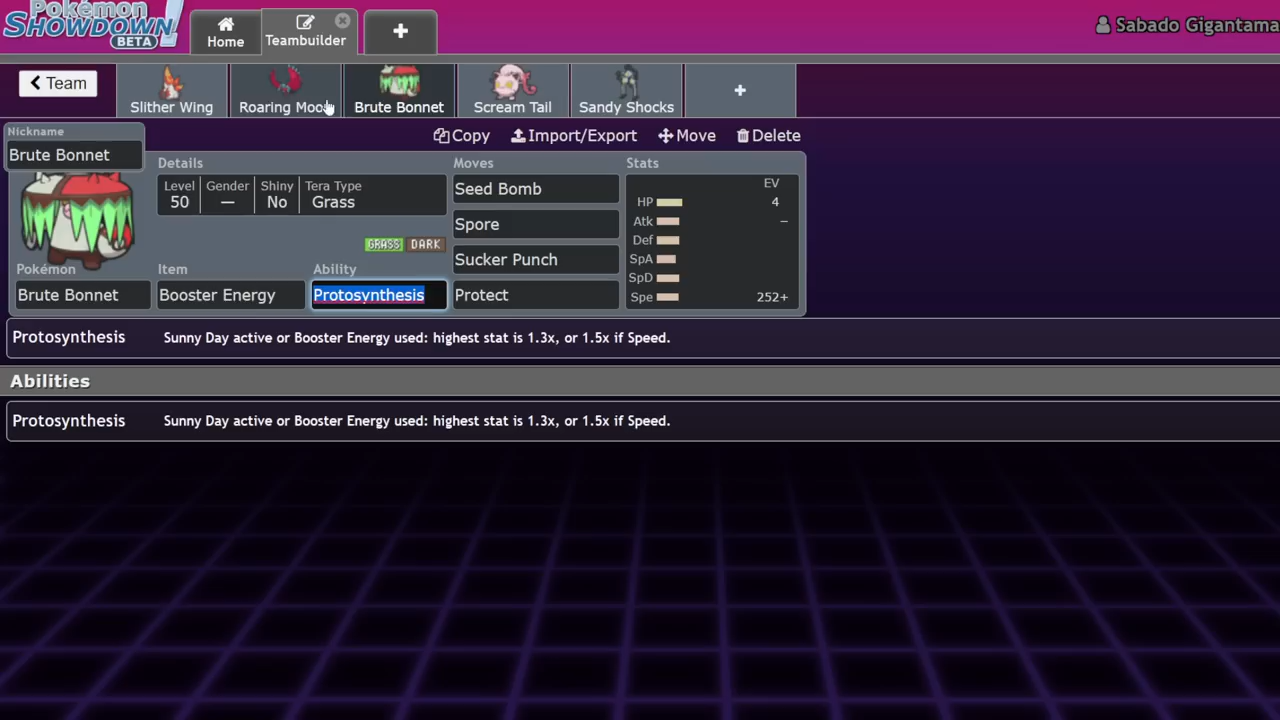 Pokémon
SHOWDOWN!
BETA
Home
Teambuilder
Sabado Gigantama
Team
Slither Wing
Roaring Moon
Brute Bonnet
Scream Tail
Sandy Shocks
Copy
Import/Export
Move
Delete
Nickname
Brute Bonnet
Details
Level
Gender
Shiny
Tera Type
50
—
No
Grass
GRASS DARK
Pokémon
Item
Ability
Brute Bonnet
Booster Energy
Protosynthesis
Moves
Seed Bomb
Spore
Sucker Punch
Protect
Stats
EV
HP 4
Atk –
Def
SpA
SpD
Spe 252+
Protosynthesis Sunny Day active or Booster Energy used: highest stat is 1.3x, or 1.5x if Speed.
Abilities
Protosynthesis Sunny Day active or Booster Energy used: highest stat is 1.3x, or 1.5x if Speed.